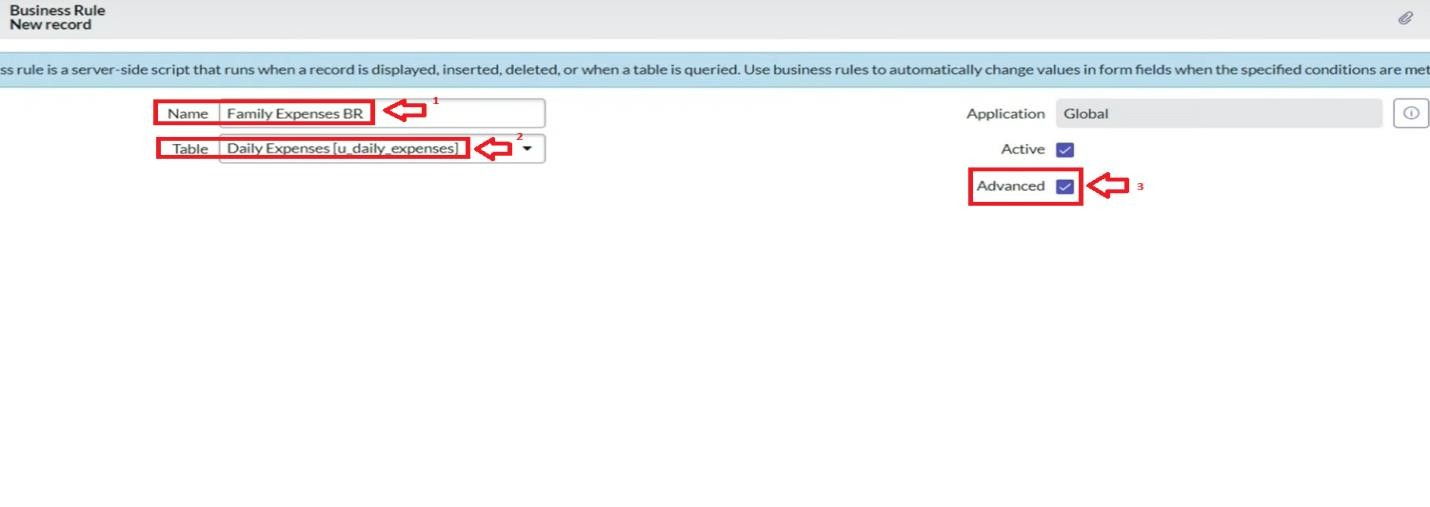 Business Rule
New record
ss rule is a server-side script that runs when a record is displayed, inserted, deleted, or when a table is queried. Use business rules to automatically change values in form fields when the specified conditions are met
Name Family Expenses BR 1
Application Global
Table Daily Expenses [u_daily_expenses] 2
Active
Advanced 3